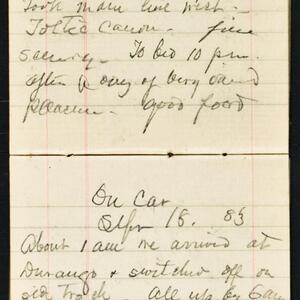 Took main line west -
Toltec Canon - fine
scenery - To Bed 10 pm.
after a day of very varied
pleasure - good food
On Car
Sepr 18. 83
About 1 am we arrived at
Durango & switched off on
side track - all up by